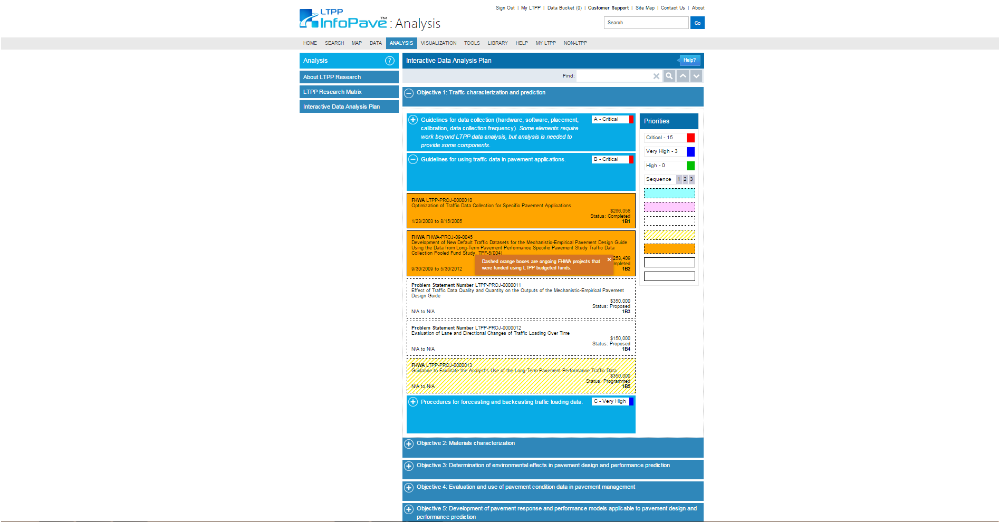 Sign Out | My LTPP | Data Bucket (0) | Customer Support | Site Map | Contact Us | About
LTPP
InfoPave™ : Analysis
Search
Go
HOME SEARCH MAP DATA ANALYSIS VISUALIZATION TOOLS LIBRARY HELP MY LTPP NON-LTPP
Analysis
?
About LTPP Research
LTPP Research Matrix
Interactive Data Analysis Plan
Interactive Data Analysis Plan
Help?
Find:
Objective 1: Traffic characterization and prediction
Guidelines for data collection (hardware, software, placement,
calibration, data collection frequency). Some elements require
work beyond LTPP data analysis, but analysis is needed to
provide some components.
A - Critical
Guidelines for using traffic data in pavement applications.
B - Critical
FHWA LTPP-PROJ-0000010
Optimization of Traffic Data Collection for Specific Pavement Applications
$266,058
Status: Completed
1/23/2003 to 8/15/2005
1B1
FHWA FHWA-PROJ-09-0045
Development of New Default Traffic Datasets for the Mechanistic-Empirical Pavement Design Guide
Using the Data from Long-Term Pavement Performance Specific Pavement Study Traffic Data
Collection Pooled Fund Study, TPF-5(004)
258,409
mpleted
9/30/2009 to 5/30/2012
1B2
Dashed orange boxes are ongoing FHWA projects that
were funded using LTPP budgeted funds.
Problem Statement Number LTPP-PROJ-0000011
Effect of Traffic Data Quality and Quantity on the Outputs of the Mechanistic-Empirical Pavement
Design Guide
$350,000
Status: Proposed
N/A to N/A
1B3
Problem Statement Number LTPP-PROJ-0000012
Evaluation of Lane and Directional Changes of Traffic Loading Over Time
$150,000
Status: Proposed
N/A to N/A
1B4
FHWA LTPP-PROJ-0000013
Guidance to Facilitate the Analyst's Use of the Long-Term Pavement Performance Traffic Data
$350,000
Status: Programmed
N/A to N/A
1B5
Procedures for forecasting and backcasting traffic loading data.
C - Very High
Priorities
Critical - 15
Very High - 3
High - 0
Sequence 1 2 3
Objective 2: Materials characterization
Objective 3: Determination of environmental effects in pavement design and performance prediction
Objective 4: Evaluation and use of pavement condition data in pavement management
Objective 5: Development of pavement response and performance models applicable to pavement design and
performance prediction